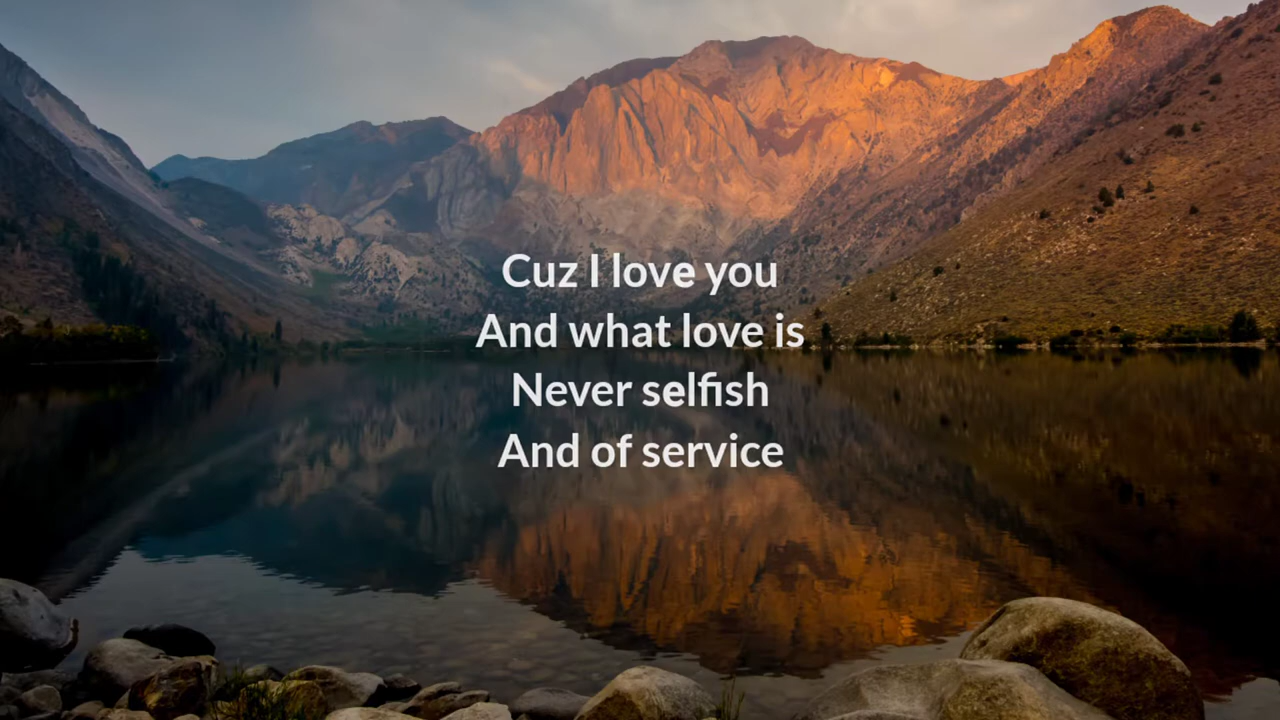 Cuz I love you
And what love is
Never selfish
And of service